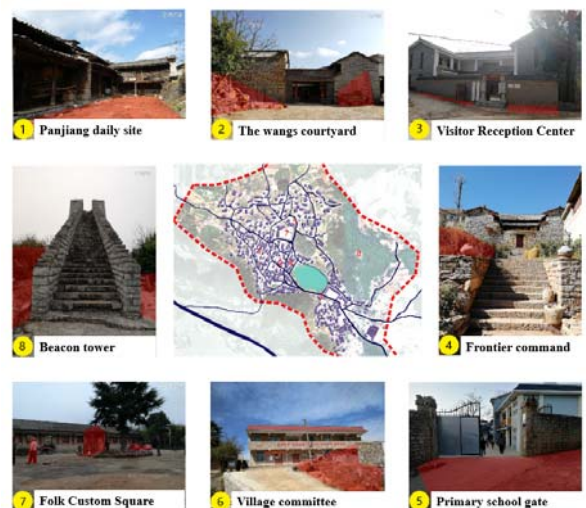 1 Panjiang daily site
2 The wangs courtyard
3 Visitor Reception Center
8 Beacon tower
4 Frontier command
7 Folk Custom Square
6 Village committee
5 Primary school gate